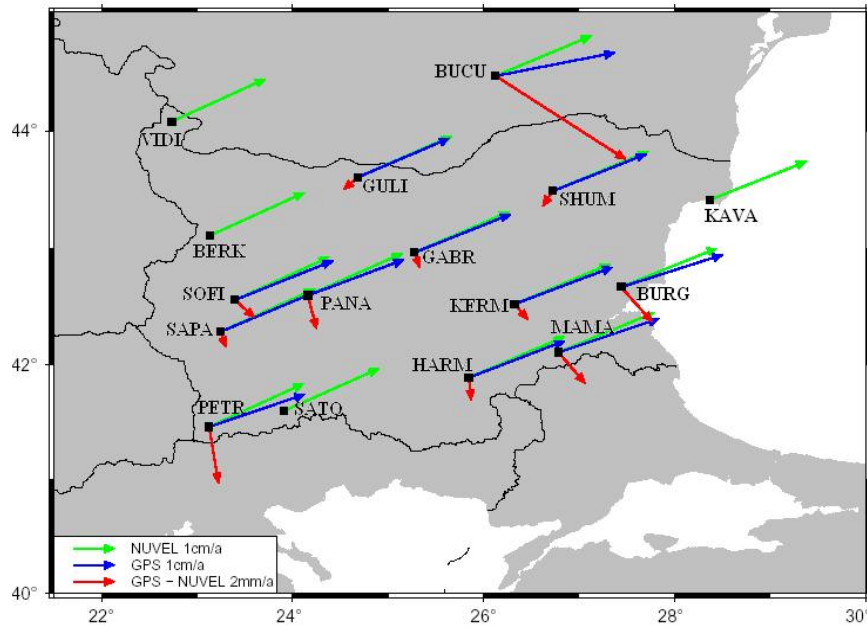 BUCU
44°
VIDI
GULI
SHUM
KAVA
BERK
GABR
SOFI
PANA
KERM
BURG
SAPA
MAMA
42°
HARM
PETR
SATO
NUVEL 1cm/a
GPS 1cm/a
GPS − NUVEL 2mm/a
40°
22° 24° 26° 28° 30°